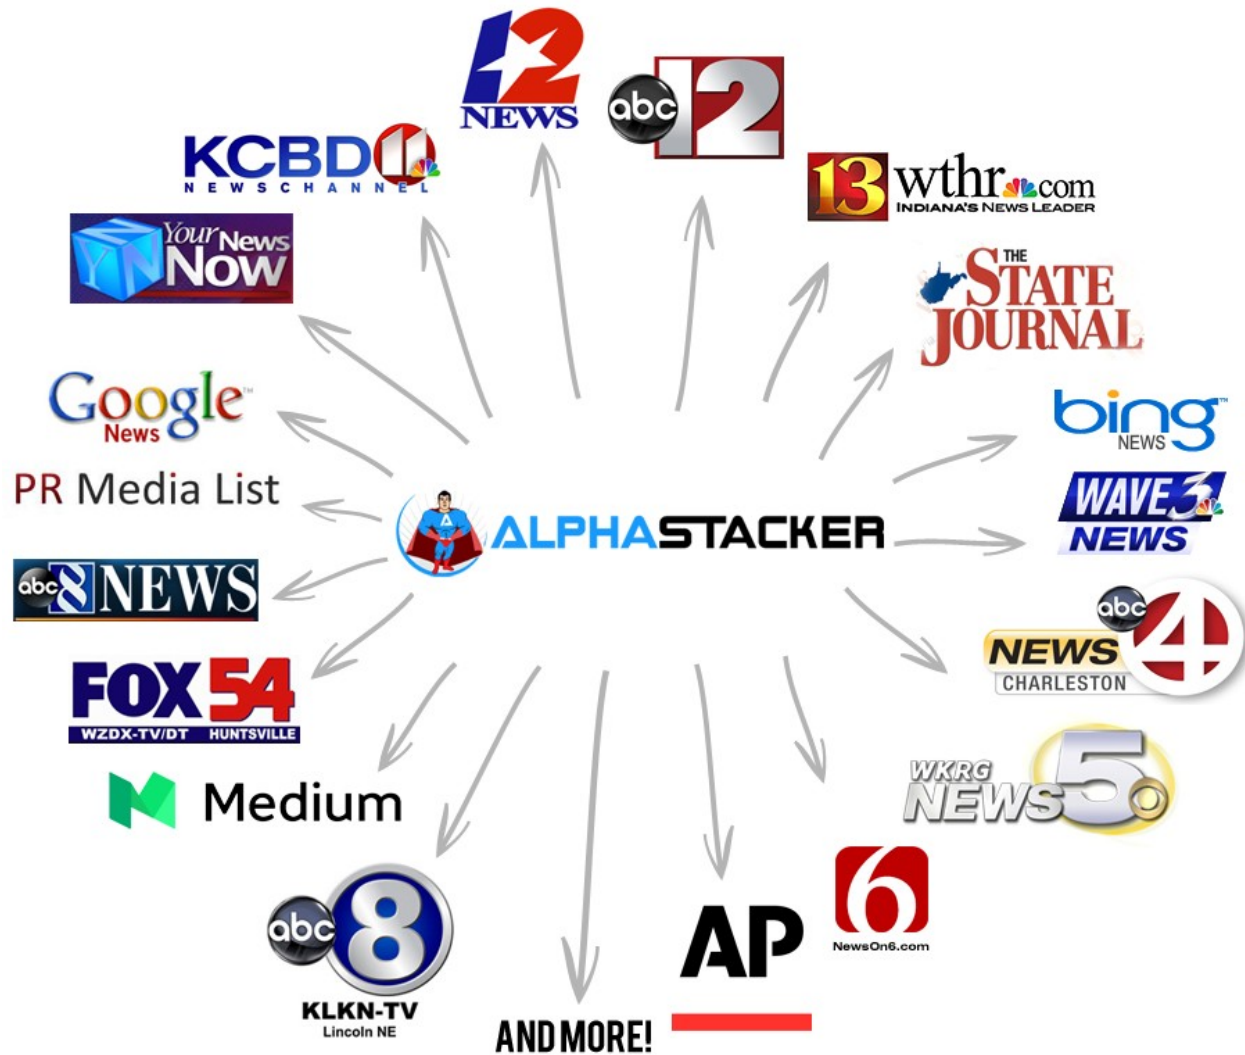 12
NEWS
abc 12
KCBD 11
NEWSCHANNEL
13 wthr.com
INDIANA'S NEWS LEADER
YN
Your News
Now
THE
STATE
JOURNAL
Google™
News
bing™
NEWS
PR Media List
WAVE 3
NEWS
A
ALPHASTACKER
abc 8 NEWS
abc 4
NEWS
CHARLESTON
FOX 54
WZDX-TV/DT HUNTSVILLE
WKRG
NEWS 5
Medium
6
NewsOn6.com
abc 8
KLKN-TV
Lincoln NE
AP
AND MORE!